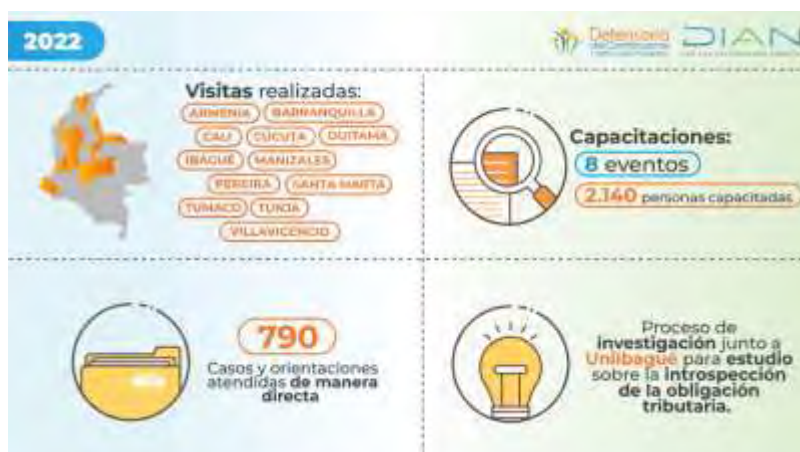 2022
Defensoría
DIAN
Visitas realizadas:
ARMENIA BARRANQUILLA
CALI CÚCUTA DUITAMA
IBAGUÉ MANIZALES
PEREIRA SANTA MARTA
TUMACO TUNJA
VILLAVICENCIO
Capacitaciones:
8 eventos
2.140 personas capacitadas
790
Casos y orientaciones
atendidas de manera
directa
Proceso de
investigación junto a
Unibagué para estudio
sobre la introspección
de la obligación
tributaria.